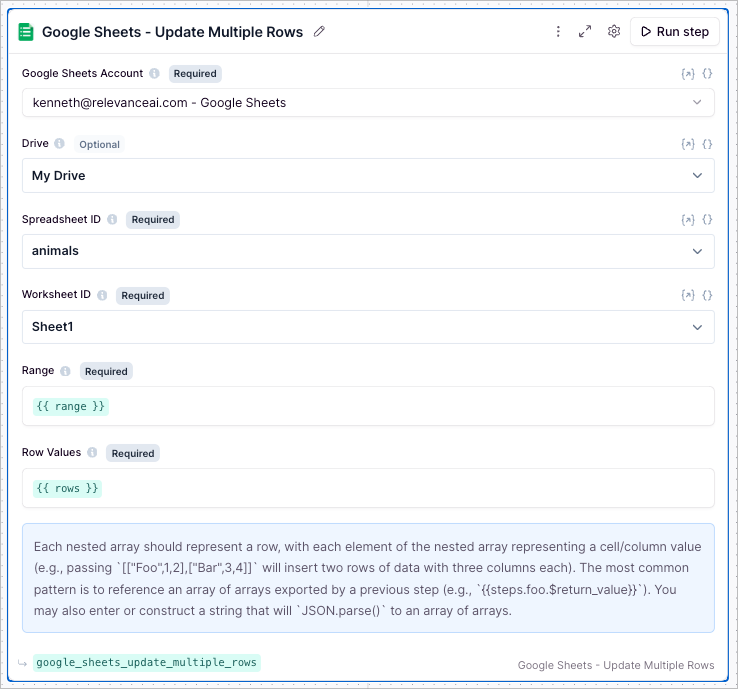 Google Sheets - Update Multiple Rows
Run step
Google Sheets Account Required
kenneth@relevanceai.com - Google Sheets
Drive Optional
My Drive
Spreadsheet ID Required
animals
Worksheet ID Required
Sheet1
Range Required
{{ range }}
Row Values Required
{{ rows }}
Each nested array should represent a row, with each element of the nested array representing a cell/column value
(e.g., passing `[["Foo",1,2],["Bar",3,4]]` will insert two rows of data with three columns each). The most common
pattern is to reference an array of arrays exported by a previous step (e.g., `{{steps.foo.$return_value}}`). You
may also enter or construct a string that will `JSON.parse()` to an array of arrays.
google_sheets_update_multiple_rows
Google Sheets - Update Multiple Rows